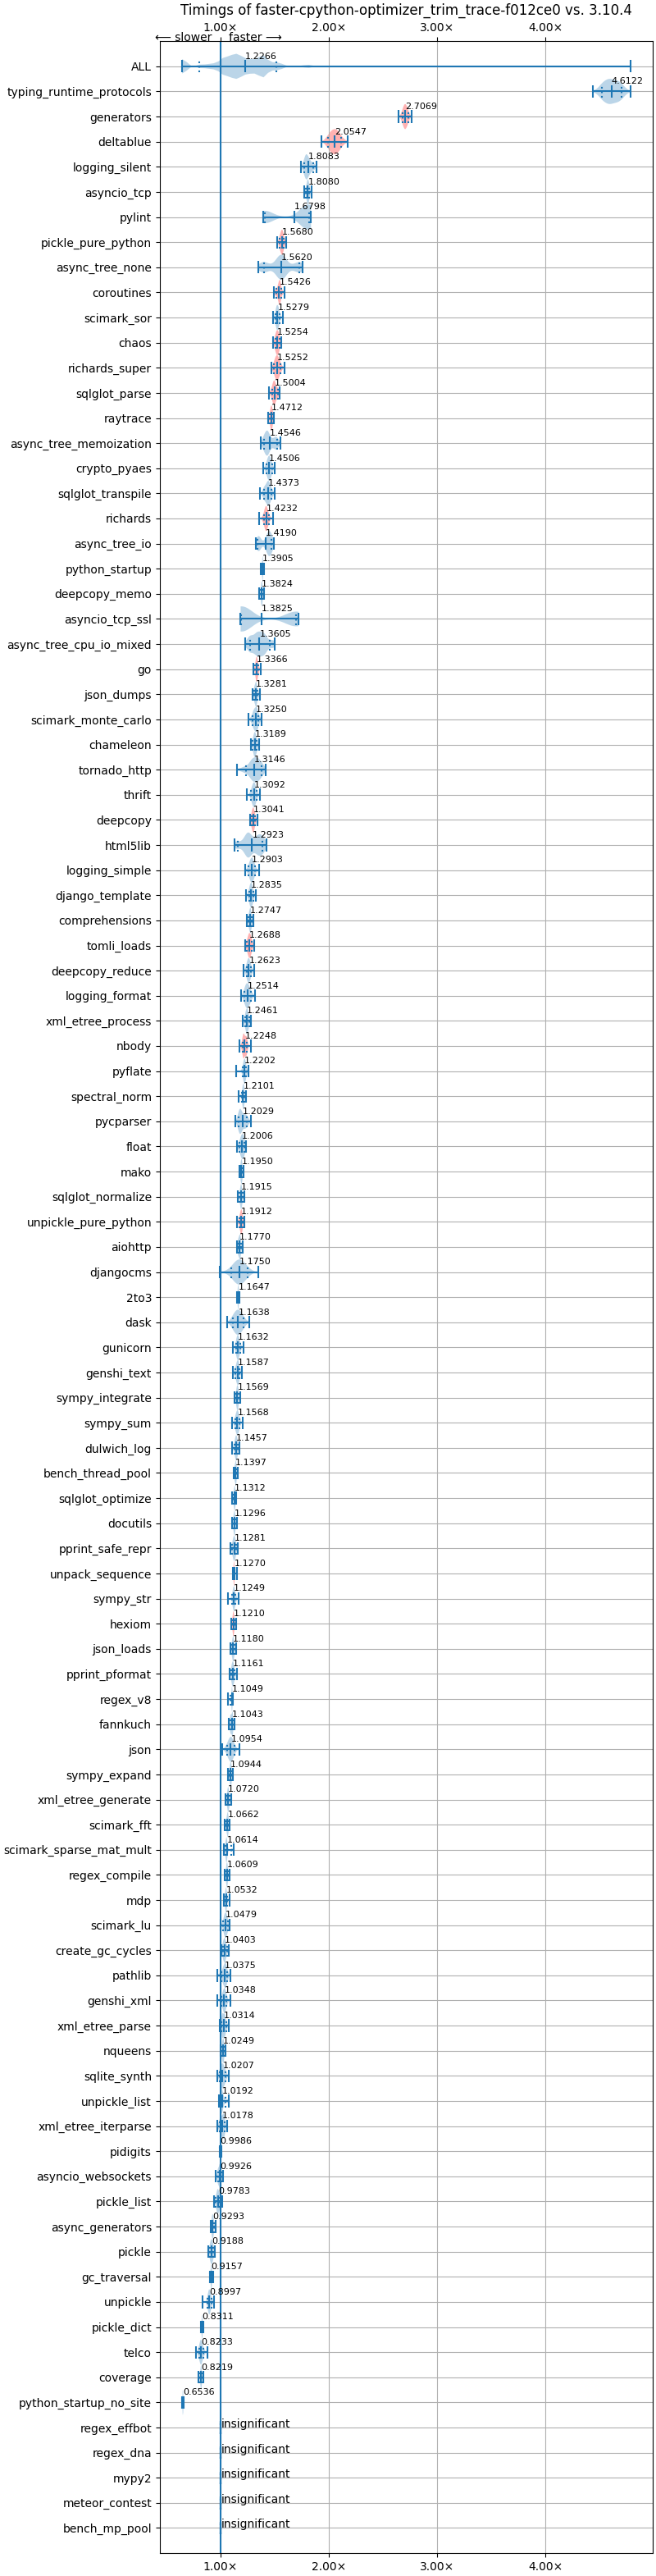 Timings of faster-cpython-optimizer_trim_trace-f012ce0 vs. 3.10.4
1.00× 2.00× 3.00× 4.00×
⟵ slower faster ⟶
ALL 1.2266
typing_runtime_protocols 4.6122
generators 2.7069
deltablue 2.0547
logging_silent 1.8083
asyncio_tcp 1.8080
pylint 1.6798
pickle_pure_python 1.5680
async_tree_none 1.5620
coroutines 1.5426
scimark_sor 1.5279
chaos 1.5254
richards_super 1.5252
sqlglot_parse 1.5004
raytrace 1.4712
async_tree_memoization 1.4546
crypto_pyaes 1.4506
sqlglot_transpile 1.4373
richards 1.4232
async_tree_io 1.4190
python_startup 1.3905
deepcopy_memo 1.3824
asyncio_tcp_ssl 1.3825
async_tree_cpu_io_mixed 1.3605
go 1.3366
json_dumps 1.3281
scimark_monte_carlo 1.3250
chameleon 1.3189
tornado_http 1.3146
thrift 1.3092
deepcopy 1.3041
html5lib 1.2923
logging_simple 1.2903
django_template 1.2835
comprehensions 1.2747
tomli_loads 1.2688
deepcopy_reduce 1.2623
logging_format 1.2514
xml_etree_process 1.2461
nbody 1.2248
pyflate 1.2202
spectral_norm 1.2101
pycparser 1.2029
float 1.2006
mako 1.1950
sqlglot_normalize 1.1915
unpickle_pure_python 1.1912
aiohttp 1.1770
djangocms 1.1750
2to3 1.1647
dask 1.1638
gunicorn 1.1632
genshi_text 1.1587
sympy_integrate 1.1569
sympy_sum 1.1568
dulwich_log 1.1457
bench_thread_pool 1.1397
sqlglot_optimize 1.1312
docutils 1.1296
pprint_safe_repr 1.1281
unpack_sequence 1.1270
sympy_str 1.1249
hexiom 1.1210
json_loads 1.1180
pprint_pformat 1.1161
regex_v8 1.1049
fannkuch 1.1043
json 1.0954
sympy_expand 1.0944
xml_etree_generate 1.0720
scimark_fft 1.0662
scimark_sparse_mat_mult 1.0614
regex_compile 1.0609
mdp 1.0532
scimark_lu 1.0479
create_gc_cycles 1.0403
pathlib 1.0375
genshi_xml 1.0348
xml_etree_parse 1.0314
nqueens 1.0249
sqlite_synth 1.0207
unpickle_list 1.0192
xml_etree_iterparse 1.0178
pidigits 0.9986
asyncio_websockets 0.9926
pickle_list 0.9783
async_generators 0.9293
pickle 0.9188
gc_traversal 0.9157
unpickle 0.8997
pickle_dict 0.8311
telco 0.8233
coverage 0.8219
python_startup_no_site 0.6536
regex_effbot insignificant
regex_dna insignificant
mypy2 insignificant
meteor_contest insignificant
bench_mp_pool insignificant
1.00× 2.00× 3.00× 4.00×